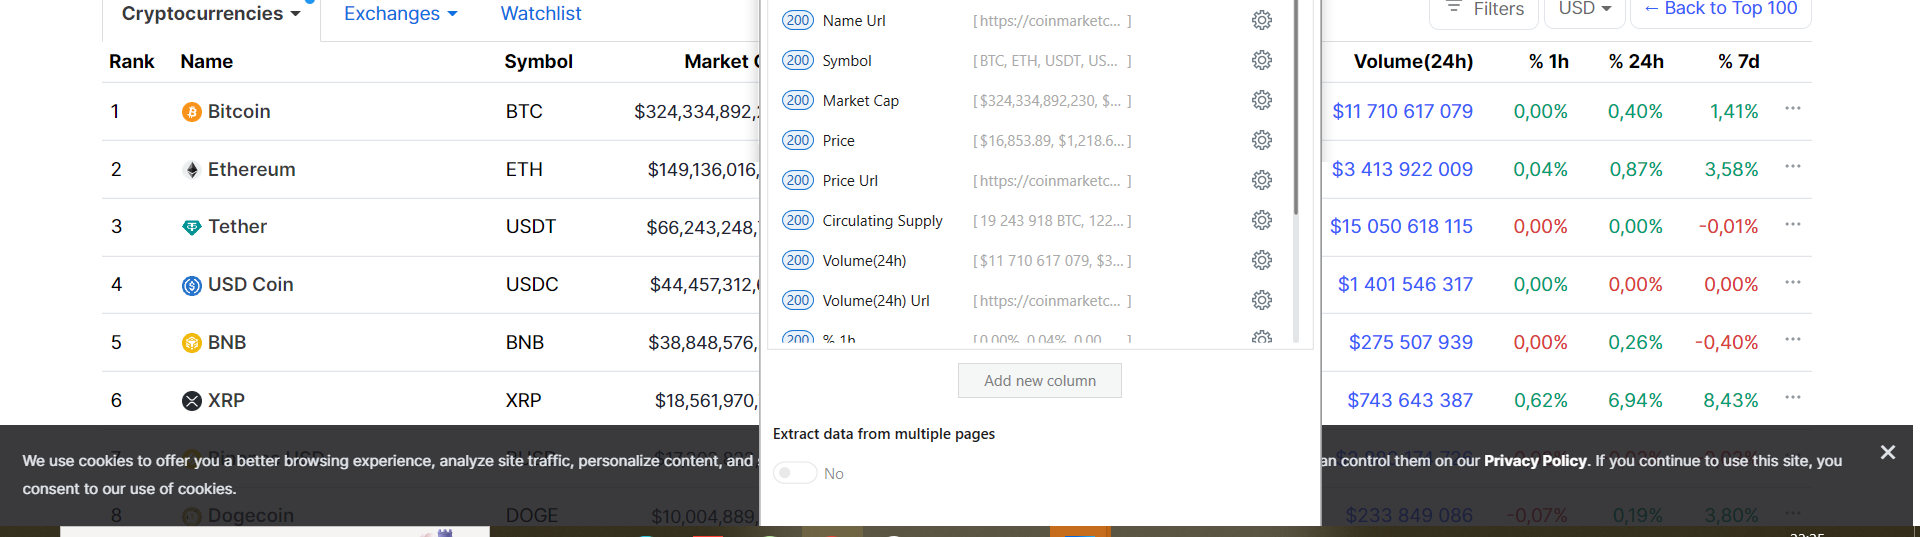 Cryptocurrencies Exchanges Watchlist
Filters USD ← Back to Top 100
Rank Name Symbol Market Volume(24h) % 1h % 24h % 7d
1 Bitcoin BTC $324,334,892, $11 710 617 079 0,00% 0,40% 1,41% ...
2 Ethereum ETH $149,136,016, $3 413 922 009 0,04% 0,87% 3,58% ...
3 Tether USDT $66,243,248, $15 050 618 115 0,00% 0,00% -0,01% ...
4 USD Coin USDC $44,457,312, $1 401 546 317 0,00% 0,00% 0,00% ...
5 BNB BNB $38,848,576, $275 507 939 0,00% 0,26% -0,40% ...
6 XRP XRP $18,561,970, $743 643 387 0,62% 6,94% 8,43% ...
8 Dogecoin DOGE $10,004,889, $233 849 086 -0,07% 0,19% 3,80% ...
200 Name Url [ https://coinmarketc... ]
200 Symbol [ BTC, ETH, USDT, US... ]
200 Market Cap [ $324,334,892,230, $... ]
200 Price [ $16,853.89, $1,218.6... ]
200 Price Url [ https://coinmarketc... ]
200 Circulating Supply [ 19 243 918 BTC, 122... ]
200 Volume(24h) [ $11 710 617 079, $3... ]
200 Volume(24h) Url [ https://coinmarketc... ]
200 % 1h [ 0.00%, 0.04%, 0.00 ... ]
Add new column
Extract data from multiple pages
No
We use cookies to offer you a better browsing experience, analyze site traffic, personalize content, and
an control them on our Privacy Policy. If you continue to use this site, you
consent to our use of cookies.